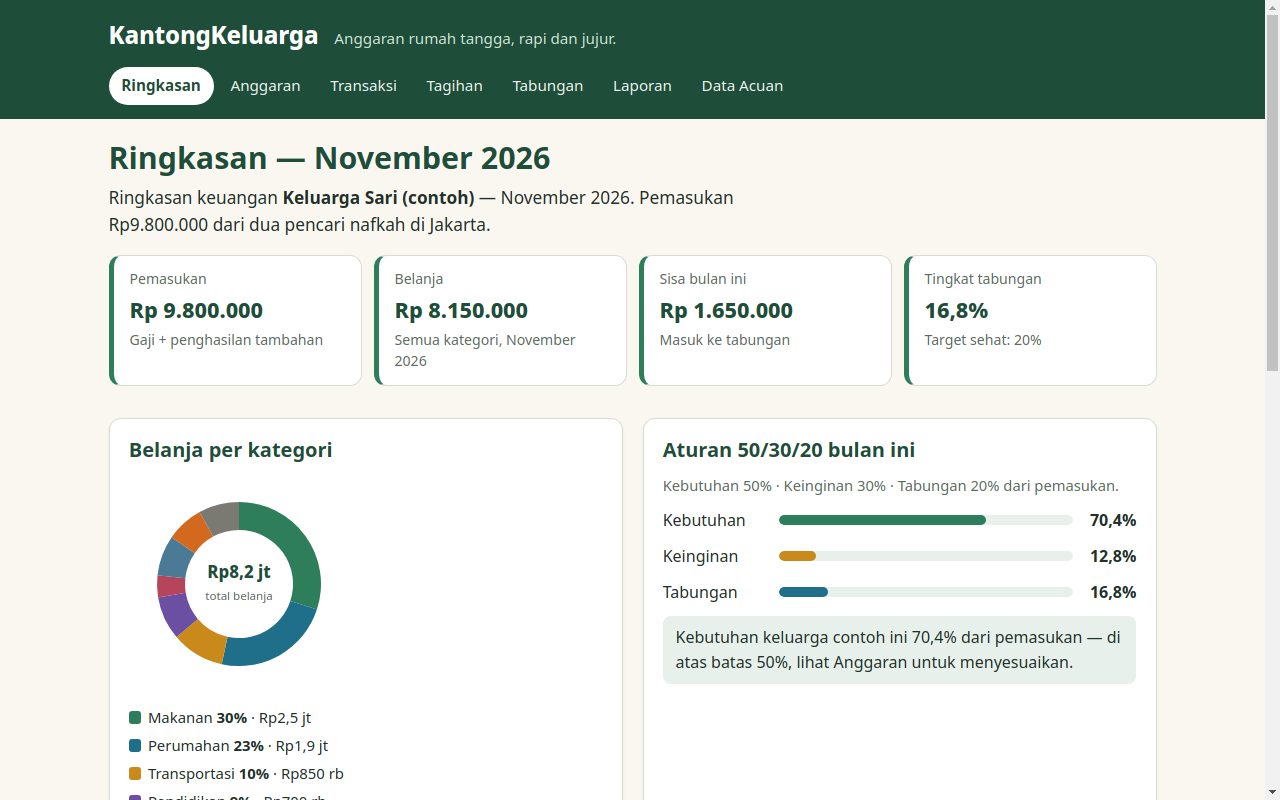 KantongKeluarga
Anggaran rumah tangga, rapi dan jujur.
Ringkasan
Anggaran
Transaksi
Tagihan
Tabungan
Laporan
Data Acuan
Ringkasan — November 2026
Ringkasan keuangan Keluarga Sari (contoh) — November 2026. Pemasukan
Rp9.800.000 dari dua pencari nafkah di Jakarta.
Pemasukan
Rp 9.800.000
Gaji + penghasilan tambahan
Belanja
Rp 8.150.000
Semua kategori, November
2026
Sisa bulan ini
Rp 1.650.000
Masuk ke tabungan
Tingkat tabungan
16,8%
Target sehat: 20%
Belanja per kategori
Rp8,2 jt
total belanja
Makanan 30% · Rp2,5 jt
Perumahan 23% · Rp1,9 jt
Transportasi 10% · Rp850 rb
Aturan 50/30/20 bulan ini
Kebutuhan 50% · Keinginan 30% · Tabungan 20% dari pemasukan.
Kebutuhan 70,4%
Keinginan 12,8%
Tabungan 16,8%
Kebutuhan keluarga contoh ini 70,4% dari pemasukan — di
atas batas 50%, lihat Anggaran untuk menyesuaikan.